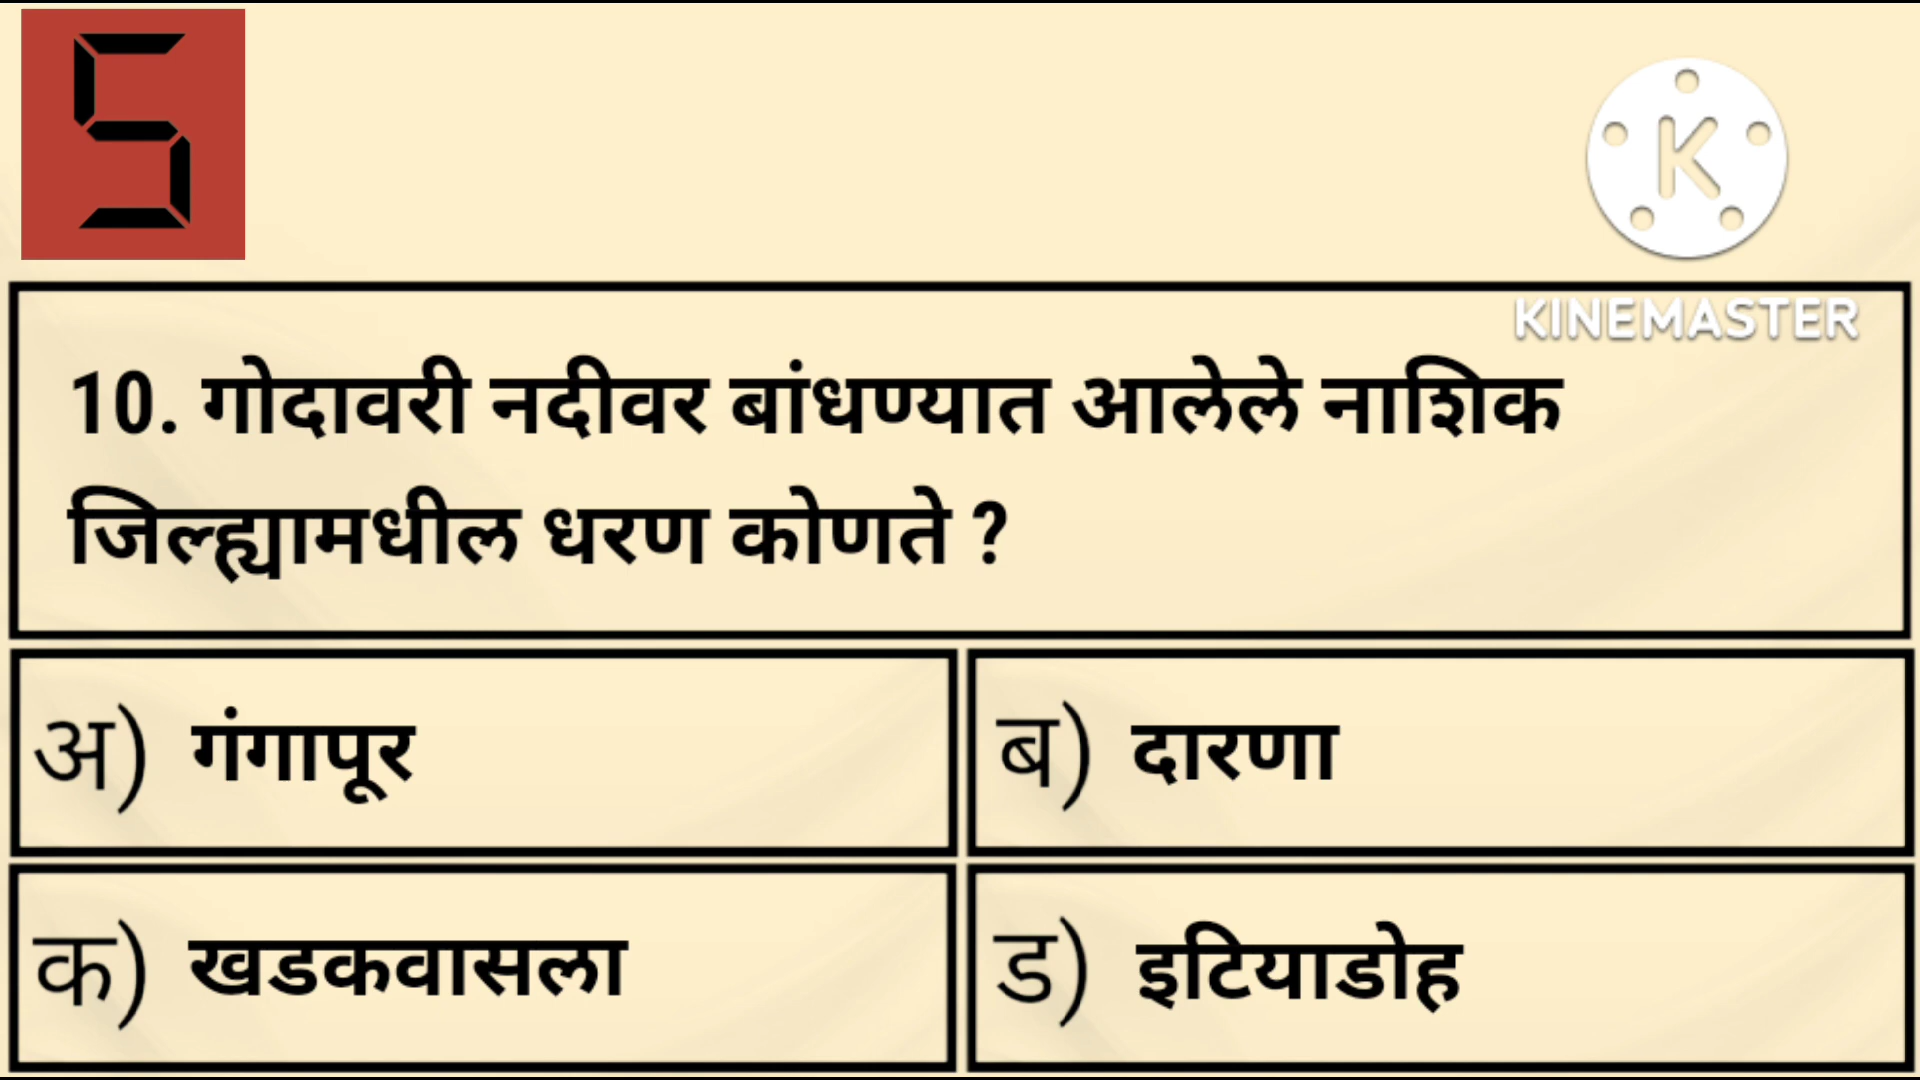 5
K
KINEMASTER
10. गोदावरी नदीवर बांधण्यात आलेले नाशिक
जिल्ह्यामधील धरण कोणते ?
अ) गंगापूर
ब) दारणा
क) खडकवासला
ड) इटियाडोह